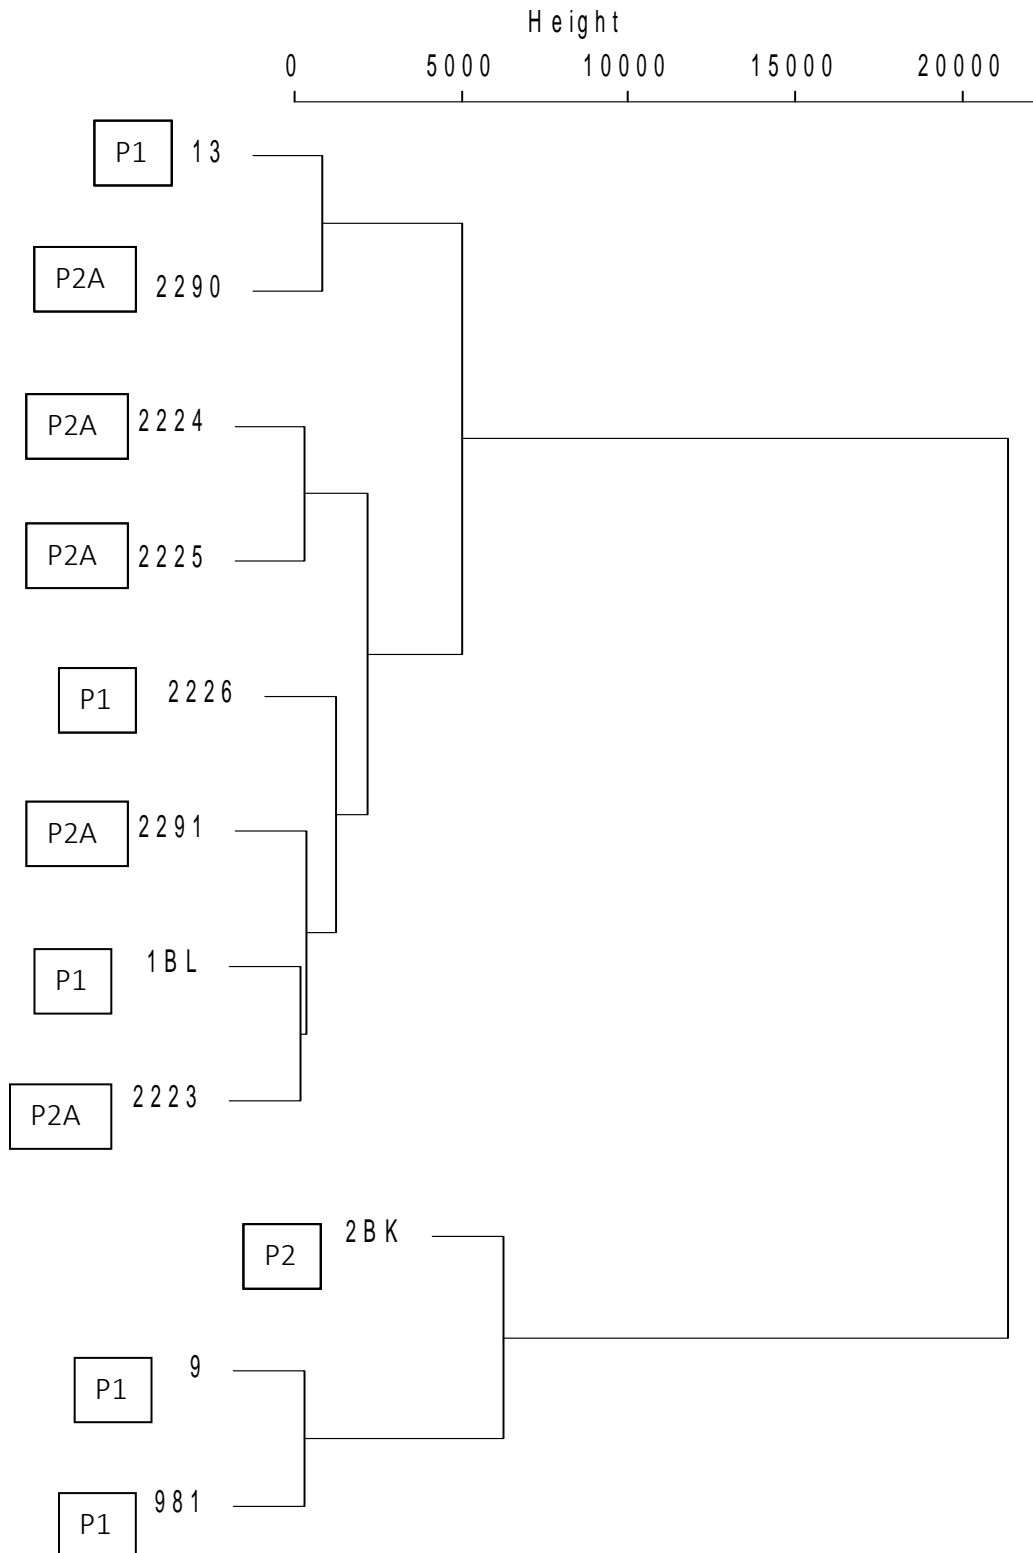 Height
0 5000 10000 15000 20000
P1 13
P2A 2290
P2A 2224
P2A 2225
P1 2226
P2A 2291
P1 1BL
P2A 2223
P2 2BK
P1 9
P1 981